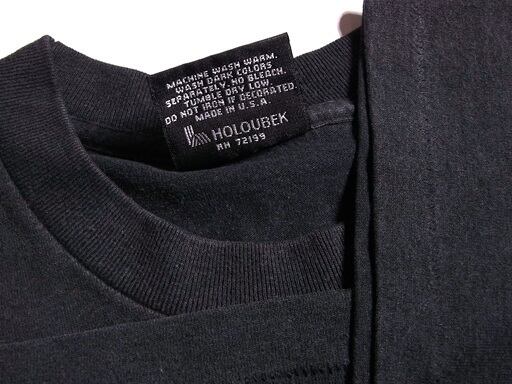 MACHINE WASH WARM.
WASH DARK COLORS
SEPARATELY. NO BLEACH.
TUMBLE DRY LOW.
DO NOT IRON IF DECORATED.
MADE IN U.S.A.
HOLOUBEK
RN 72199